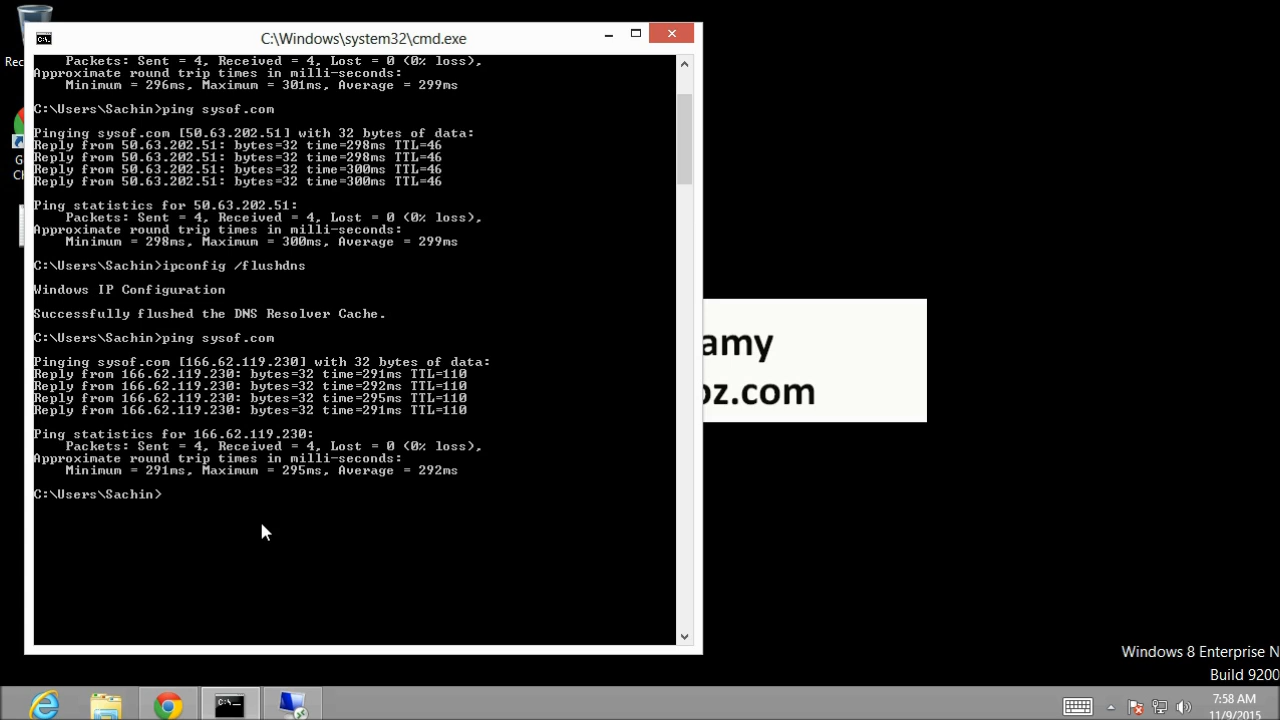 C:\Windows\system32\cmd.exe
Packets: Sent = 4, Received = 4, Lost = 0 (0% loss),
Approximate round trip times in milli-seconds:
Minimum = 296ms, Maximum = 301ms, Average = 299ms
C:\Users\Sachin>ping sysof.com
Pinging sysof.com [50.63.202.51] with 32 bytes of data:
Reply from 50.63.202.51: bytes=32 time=298ms TTL=46
Reply from 50.63.202.51: bytes=32 time=298ms TTL=46
Reply from 50.63.202.51: bytes=32 time=300ms TTL=46
Reply from 50.63.202.51: bytes=32 time=300ms TTL=46
Ping statistics for 50.63.202.51:
Packets: Sent = 4, Received = 4, Lost = 0 (0% loss),
Approximate round trip times in milli-seconds:
Minimum = 298ms, Maximum = 300ms, Average = 299ms
C:\Users\Sachin>ipconfig /flushdns
Windows IP Configuration
Successfully flushed the DNS Resolver Cache.
C:\Users\Sachin>ping sysof.com
Pinging sysof.com [166.62.119.230] with 32 bytes of data:
Reply from 166.62.119.230: bytes=32 time=291ms TTL=110
Reply from 166.62.119.230: bytes=32 time=292ms TTL=110
Reply from 166.62.119.230: bytes=32 time=295ms TTL=110
Reply from 166.62.119.230: bytes=32 time=291ms TTL=110
Ping statistics for 166.62.119.230:
Packets: Sent = 4, Received = 4, Lost = 0 (0% loss),
Approximate round trip times in milli-seconds:
Minimum = 291ms, Maximum = 295ms, Average = 292ms
C:\Users\Sachin>
amy
oz.com
Rec
G
Ch
Windows 8 Enterprise N
Build 9200
7:58 AM
11/9/2015